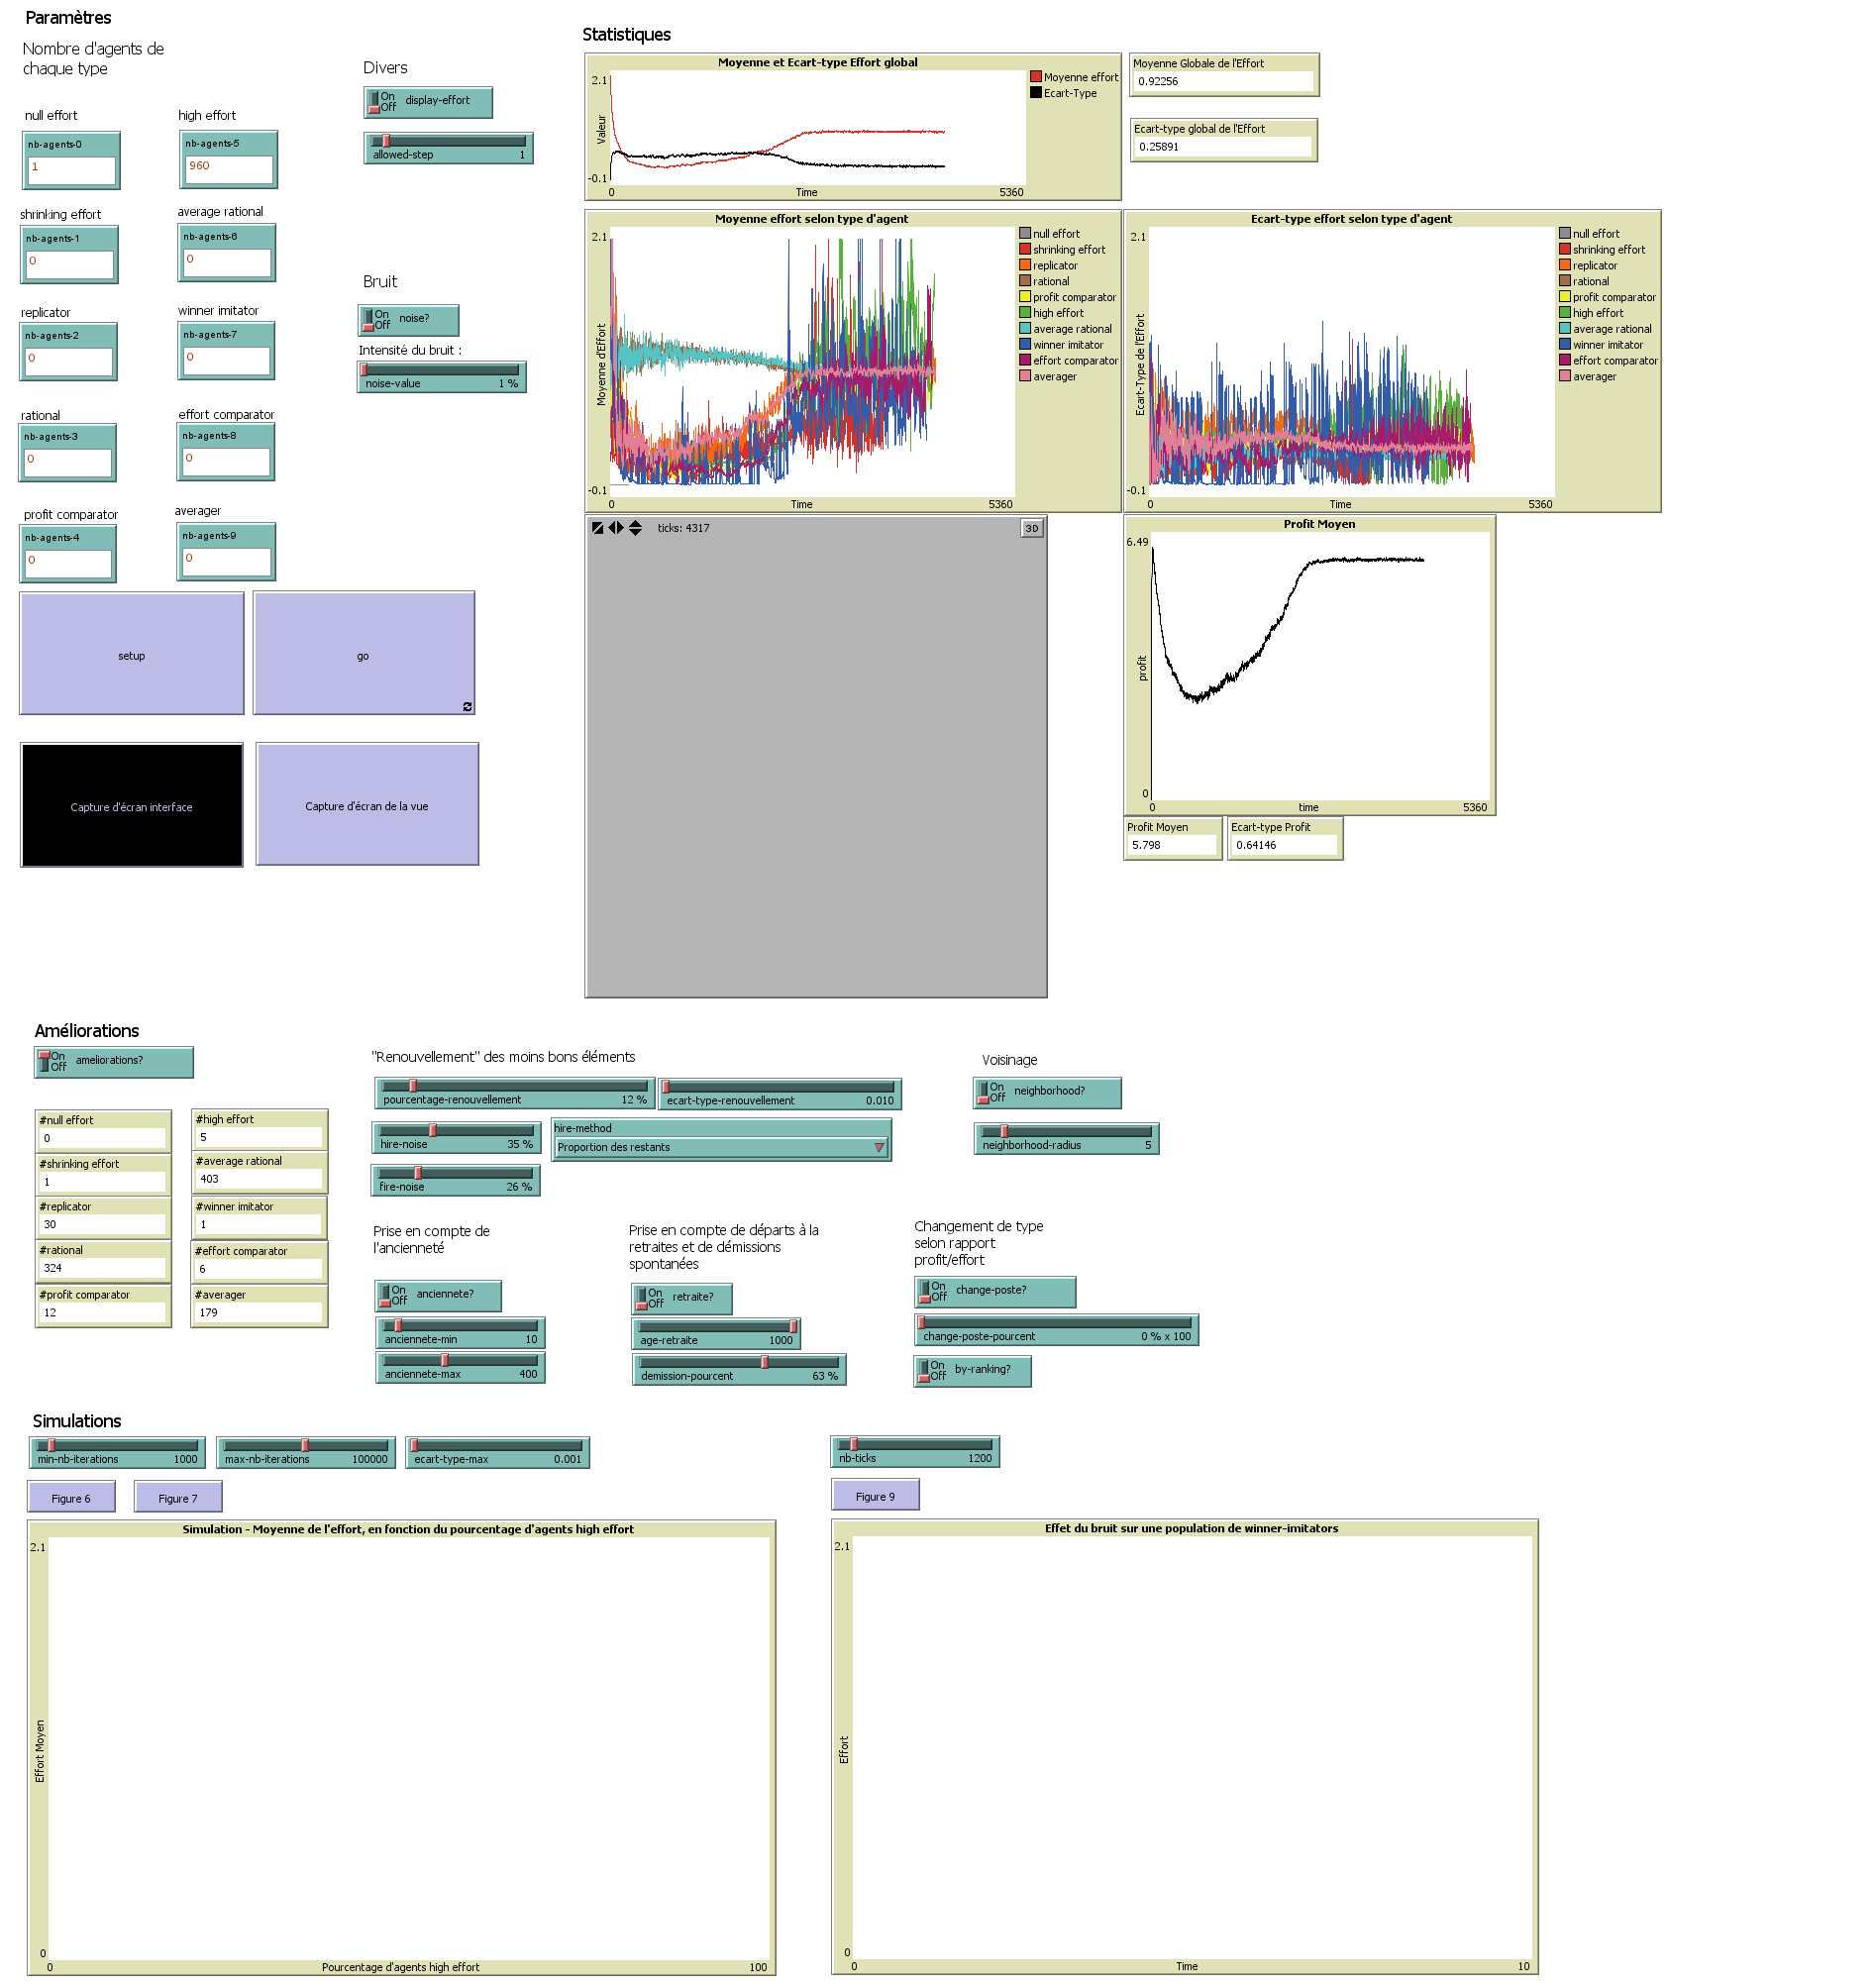 Paramètres
Nombre d'agents de
chaque type
null effort
high effort
nb-agents-0
1
nb-agents-5
960
shrinking effort
average rational
nb-agents-1
0
nb-agents-6
0
replicator
winner imitator
nb-agents-2
0
nb-agents-7
0
rational
effort comparator
nb-agents-3
0
nb-agents-8
0
profit comparator
averager
nb-agents-4
0
nb-agents-9
0
setup
go
Capture d'écran interface
Capture d'écran de la vue
Divers
On
Off
display-effort
allowed-step 1
Bruit
On
Off
noise?
Intensité du bruit :
noise-value 1 %
Statistiques
Moyenne et Ecart-type Effort global
2.1
Valeur
-0.1
0
Time
5360
Moyenne effort
Ecart-Type
Moyenne Globale de l'Effort
0.92256
Ecart-type global de l'Effort
0.25891
Moyenne effort selon type d'agent
2.1
Moyenne d'Effort
-0.1
0
Time
5360
null effort
shrinking effort
replicator
rational
profit comparator
high effort
average rational
winner imitator
effort comparator
averager
Ecart-type effort selon type d'agent
2.1
Ecart-Type de l'Effort
-0.1
0
Time
5360
null effort
shrinking effort
replicator
rational
profit comparator
high effort
average rational
winner imitator
effort comparator
averager
ticks: 4317
3D
Profit Moyen
6.49
profit
0
0
time
5360
Profit Moyen
5.798
Ecart-type Profit
0.64146
Améliorations
On
Off
ameliorations?
#null effort
0
#high effort
5
#shrinking effort
1
#average rational
403
#replicator
30
#winner imitator
1
#rational
324
#effort comparator
6
#profit comparator
12
#averager
179
"Renouvellement" des moins bons éléments
pourcentage-renouvellement 12 %
ecart-type-renouvellement 0.010
hire-noise 35 %
hire-method
Proportion des restants
fire-noise 26 %
Voisinage
On
Off
neighborhood?
neighborhood-radius 5
Prise en compte de
l'ancienneté
On
Off
anciennete?
anciennete-min 10
anciennete-max 400
Prise en compte de départs à la
retraites et de démissions
spontanées
On
Off
retraite?
age-retraite 1000
demission-pourcent 63 %
Changement de type
selon rapport
profit/effort
On
Off
change-poste?
change-poste-pourcent 0 % x 100
On
Off
by-ranking?
Simulations
min-nb-iterations 1000
max-nb-iterations 100000
ecart-type-max 0.001
nb-ticks 1200
Figure 6
Figure 7
Figure 9
Simulation - Moyenne de l'effort, en fonction du pourcentage d'agents high effort
2.1
Effort Moyen
0
0
Pourcentage d'agents high effort
100
Effet du bruit sur une population de winner-imitators
2.1
Effort
0
0
Time
10